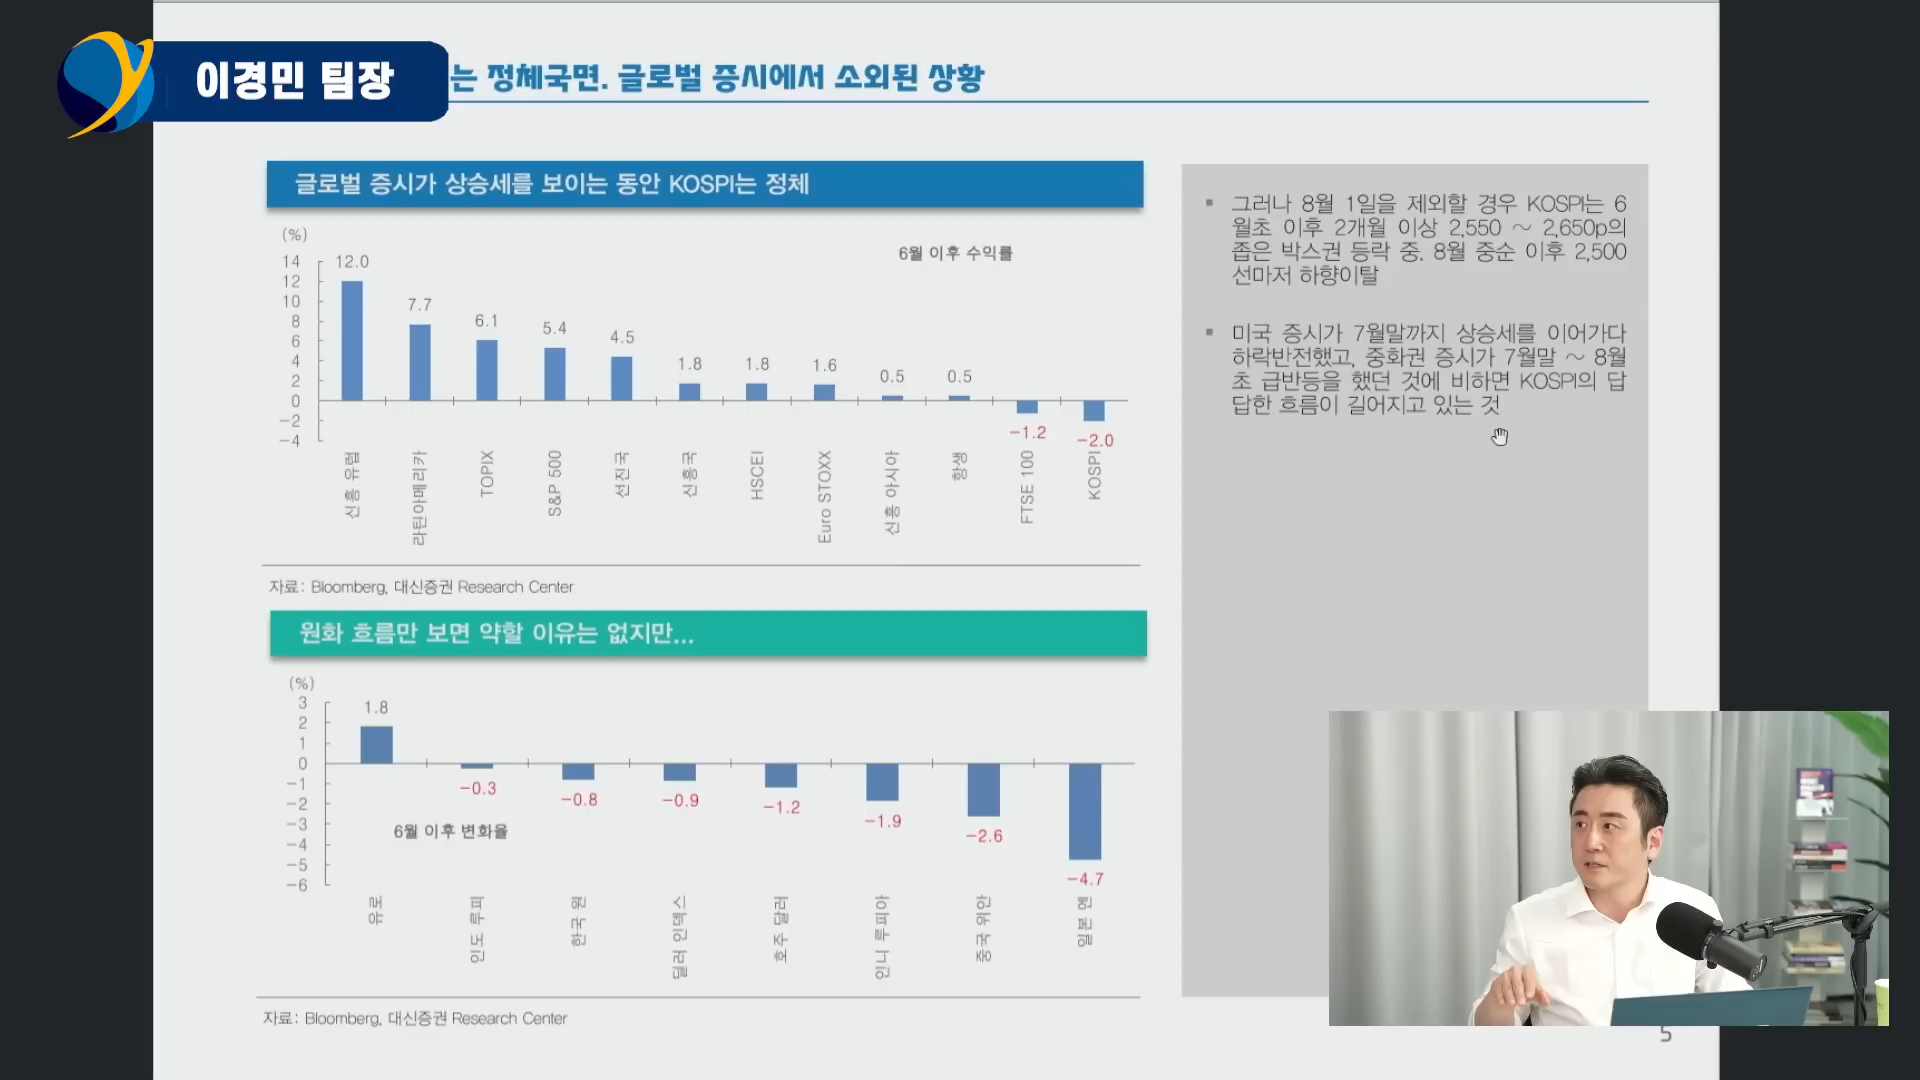 이경민 팀장
는 정체국면. 글로벌 증시에서 소외된 상황
글로벌 증시가 상승세를 보이는 동안 KOSPI는 정체
(%)
6월 이후 수익률
14
12
10
8
6
4
2
0
-2
-4
12.0
7.7
6.1
5.4
4.5
1.8
1.8
1.6
0.5
0.5
-1.2
-2.0
신흥 유럽
라틴아메리카
TOPIX
S&P 500
선진국
신흥국
HSCEI
Euro STOXX
신흥 아시아
항생
FTSE 100
KOSPI
자료: Bloomberg, 대신증권 Research Center
원화 흐름만 보면 약할 이유는 없지만...
(%)
3
2
1
0
-1
-2
-3
-4
-5
-6
1.8
-0.3
-0.8
-0.9
-1.2
-1.9
-2.6
-4.7
6월 이후 변화율
유로
인도 루피
한국 원
달러 인덱스
호주 달러
인니 루피아
중국 위안
일본 엔
자료: Bloomberg, 대신증권 Research Center
▪ 그러나 8월 1일을 제외할 경우 KOSPI는 6
월초 이후 2개월 이상 2,550 ~ 2,650p의
좁은 박스권 등락 중. 8월 중순 이후 2,500
선마저 하향이탈
▪ 미국 증시가 7월말까지 상승세를 이어가다
하락반전했고, 중화권 증시가 7월말 ~ 8월
초 급반등을 했던 것에 비하면 KOSPI의 답
답한 흐름이 길어지고 있는 것
5